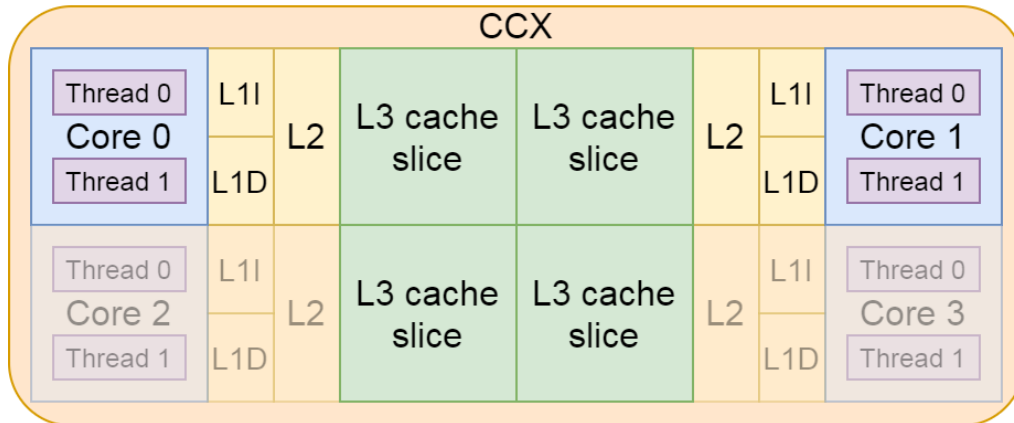 CCX
Thread 0
Core 0
Thread 1
L1I
L1D
L2
L3 cache
slice
L3 cache
slice
L2
L1I
L1D
Thread 0
Core 1
Thread 1
Thread 0
Core 2
Thread 1
L1I
L1D
L2
L3 cache
slice
L3 cache
slice
L2
L1I
L1D
Thread 0
Core 3
Thread 1